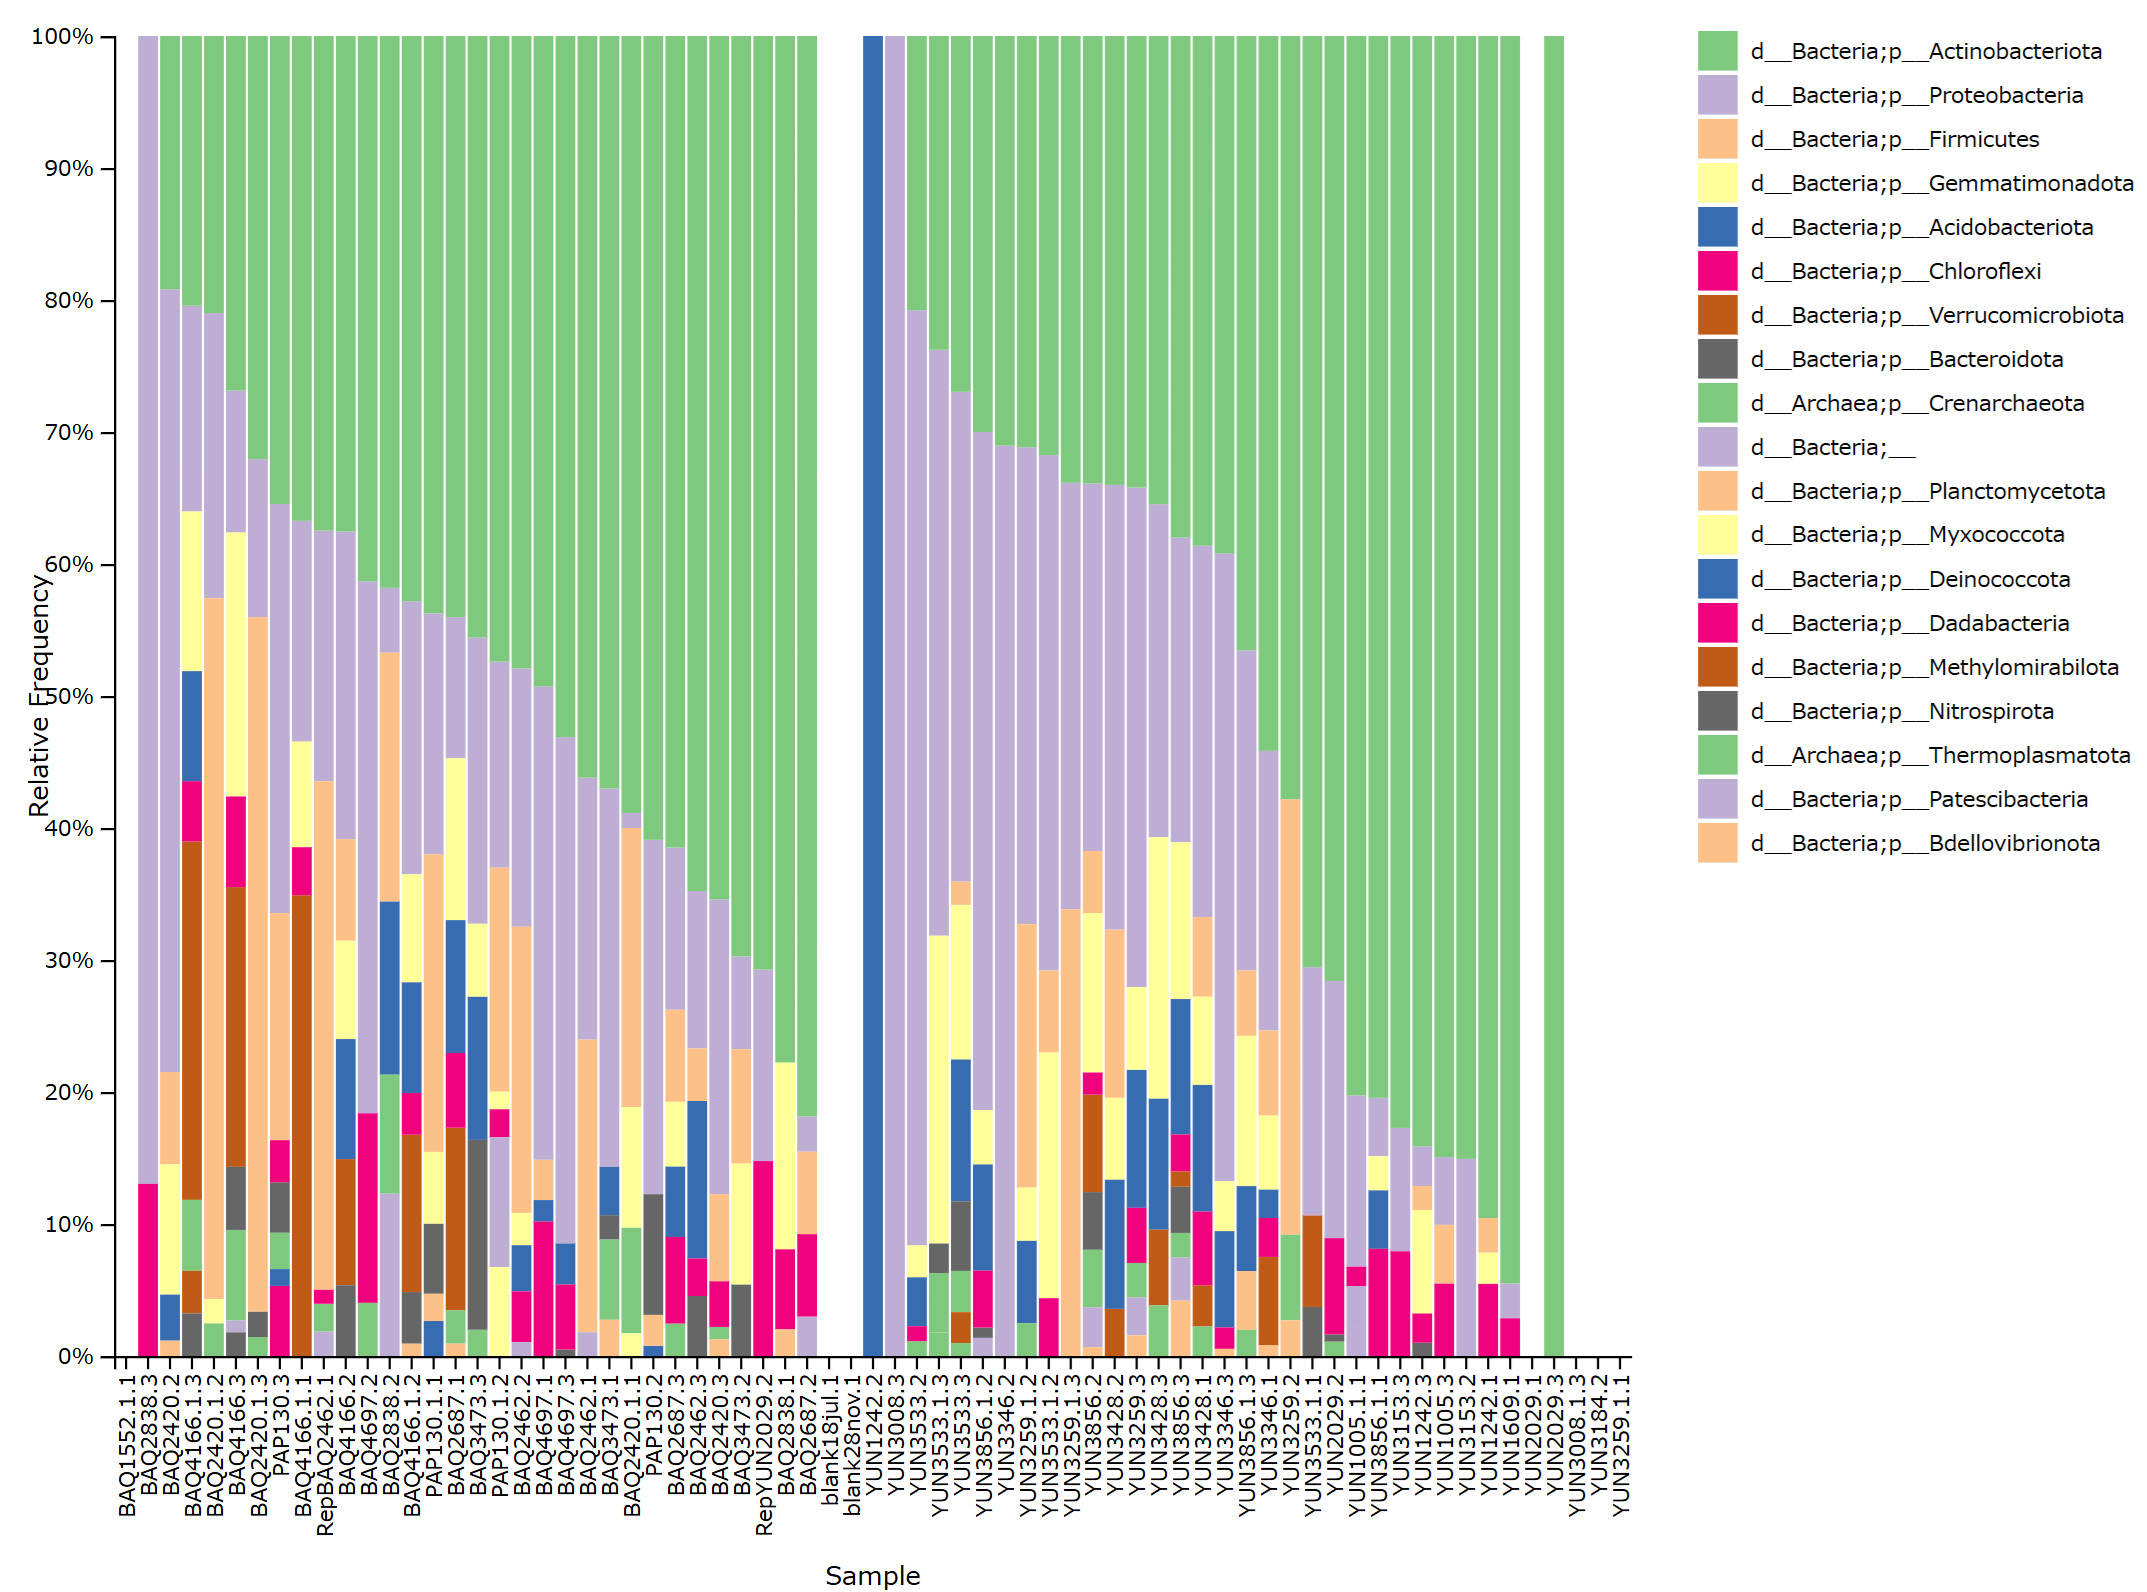 100%
90%
80%
70%
60%
50%
40%
30%
20%
10%
0%
Relative Frequency
BAQ1552.1.1
BAQ2838.3
BAQ2420.2
BAQ4166.1.3
BAQ2420.1.2
BAQ4166.3
BAQ2420.1.3
PAP130.3
BAQ4166.1.1
RepBAQ2462.1
BAQ4166.2
BAQ4697.2
BAQ2838.2
BAQ4166.1.2
PAP130.1.1
BAQ2687.1
BAQ3473.3
PAP130.1.2
BAQ2462.2
BAQ4697.1
BAQ4697.3
BAQ2462.1
BAQ3473.1
BAQ2420.1.1
PAP130.2
BAQ2687.3
BAQ2462.3
BAQ2420.3
BAQ3473.2
RepYUN2029.2
BAQ2838.1
BAQ2687.2
blank18jul.1
blank28nov.1
YUN1242.2
YUN3008.3
YUN3533.2
YUN3533.1.3
YUN3533.3
YUN3856.1.2
YUN3346.2
YUN3259.1.2
YUN3533.1.2
YUN3259.1.3
YUN3856.2
YUN3428.2
YUN3259.3
YUN3428.3
YUN3856.3
YUN3428.1
YUN3346.3
YUN3856.1.3
YUN3346.1
YUN3259.2
YUN3533.1.1
YUN2029.2
YUN1005.1.1
YUN3856.1.1
YUN3153.3
YUN1242.3
YUN1005.3
YUN3153.2
YUN1242.1
YUN1609.1
YUN2029.1
YUN2029.3
YUN3008.1.3
YUN3184.2
YUN3259.1.1
Sample
d__Bacteria;p__Actinobacteriota
d__Bacteria;p__Proteobacteria
d__Bacteria;p__Firmicutes
d__Bacteria;p__Gemmatimonadota
d__Bacteria;p__Acidobacteriota
d__Bacteria;p__Chloroflexi
d__Bacteria;p__Verrucomicrobiota
d__Bacteria;p__Bacteroidota
d__Archaea;p__Crenarchaeota
d__Bacteria;__
d__Bacteria;p__Planctomycetota
d__Bacteria;p__Myxococcota
d__Bacteria;p__Deinococcota
d__Bacteria;p__Dadabacteria
d__Bacteria;p__Methylomirabilota
d__Bacteria;p__Nitrospirota
d__Archaea;p__Thermoplasmatota
d__Bacteria;p__Patescibacteria
d__Bacteria;p__Bdellovibrionota